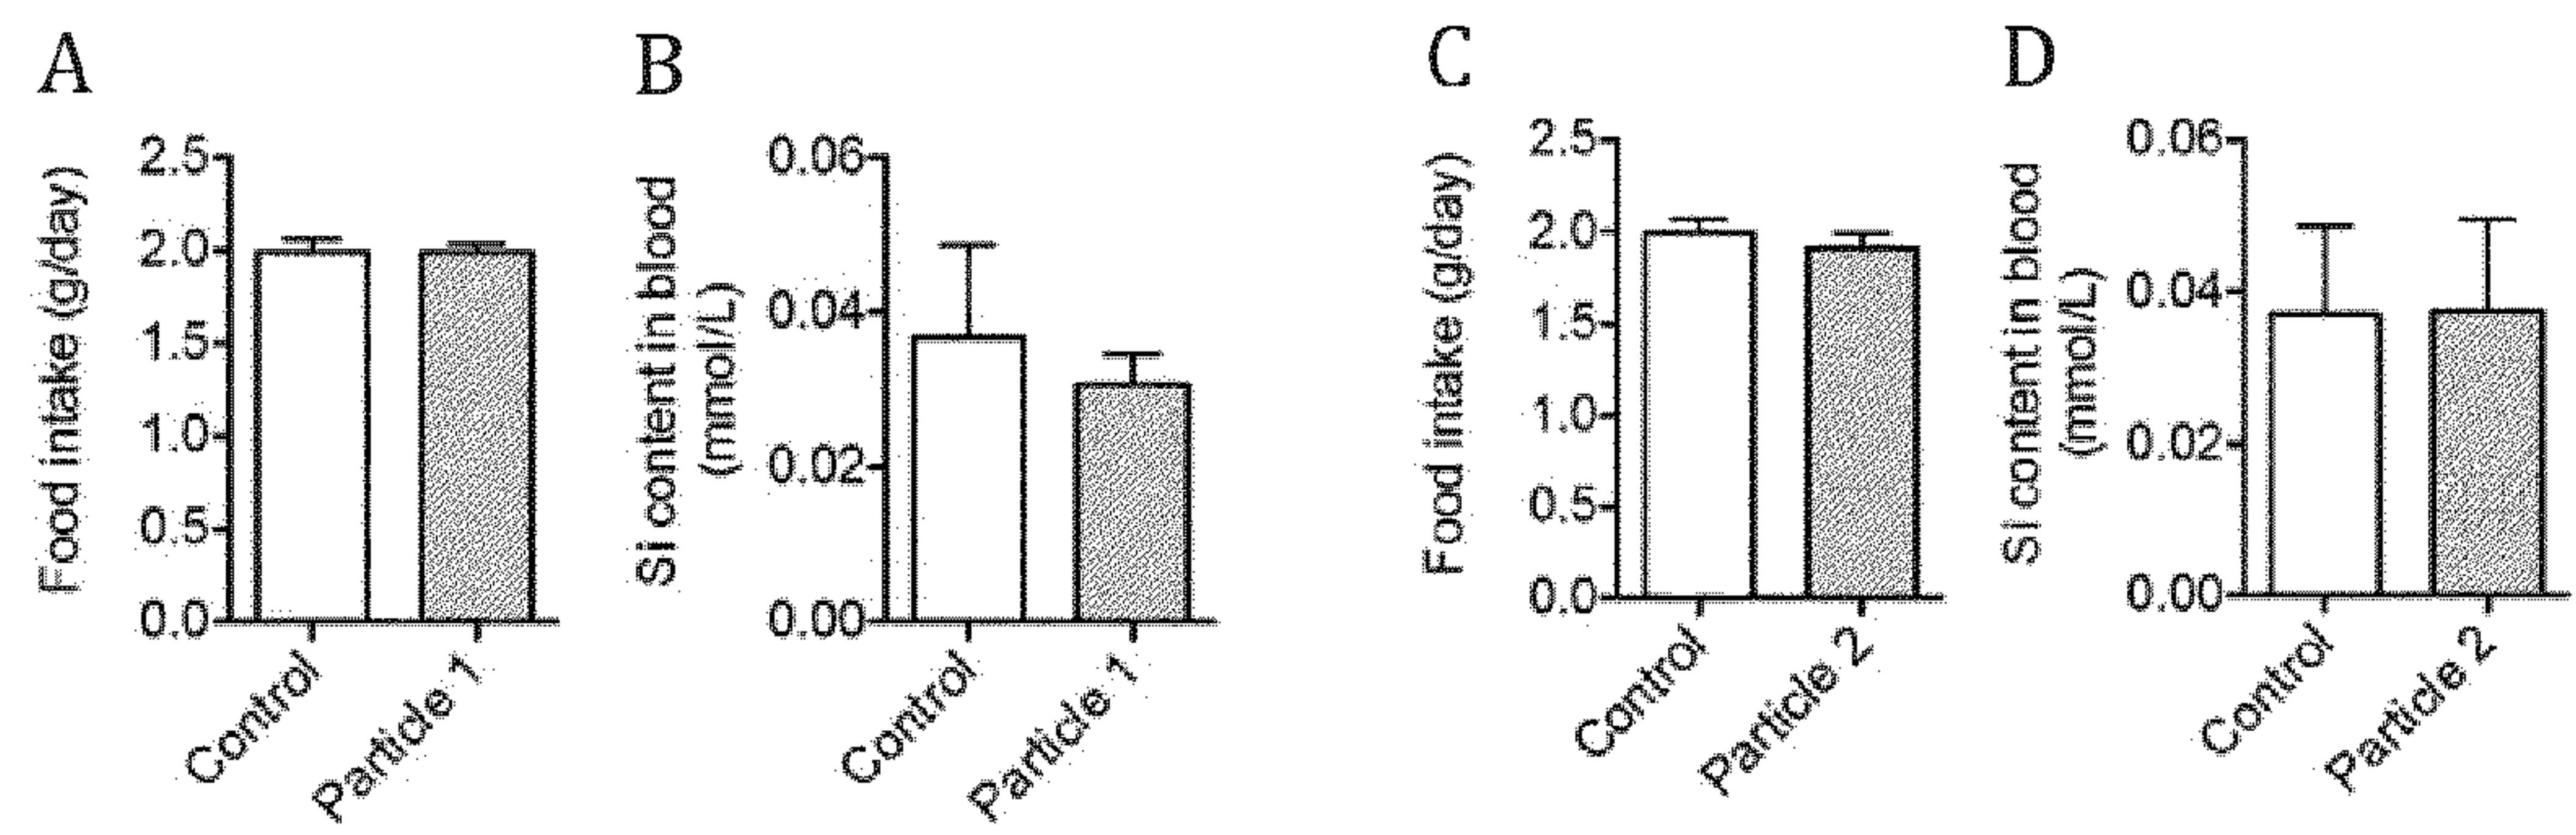 A
Food intake (g/day)
2.5
2.0
1.5
1.0
0.5
0.0
Control
Particle 1
B
Si content in blood
(mmol/L)
0.06
0.04
0.02
0.00
Control
Particle 1
C
Food intake (g/day)
2.5
2.0
1.5
1.0
0.5
0.0
Control
Particle 2
D
Si content in blood
(mmol/L)
0.06
0.04
0.02
0.00
Control
Particle 2